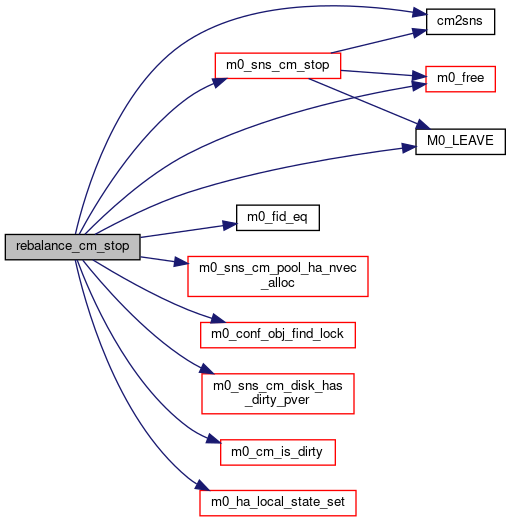 cm2sns
m0_sns_cm_stop
m0_free
M0_LEAVE
m0_fid_eq
rebalance_cm_stop
m0_sns_cm_pool_ha_nvec
_alloc
m0_conf_obj_find_lock
m0_sns_cm_disk_has
_dirty_pver
m0_cm_is_dirty
m0_ha_local_state_set